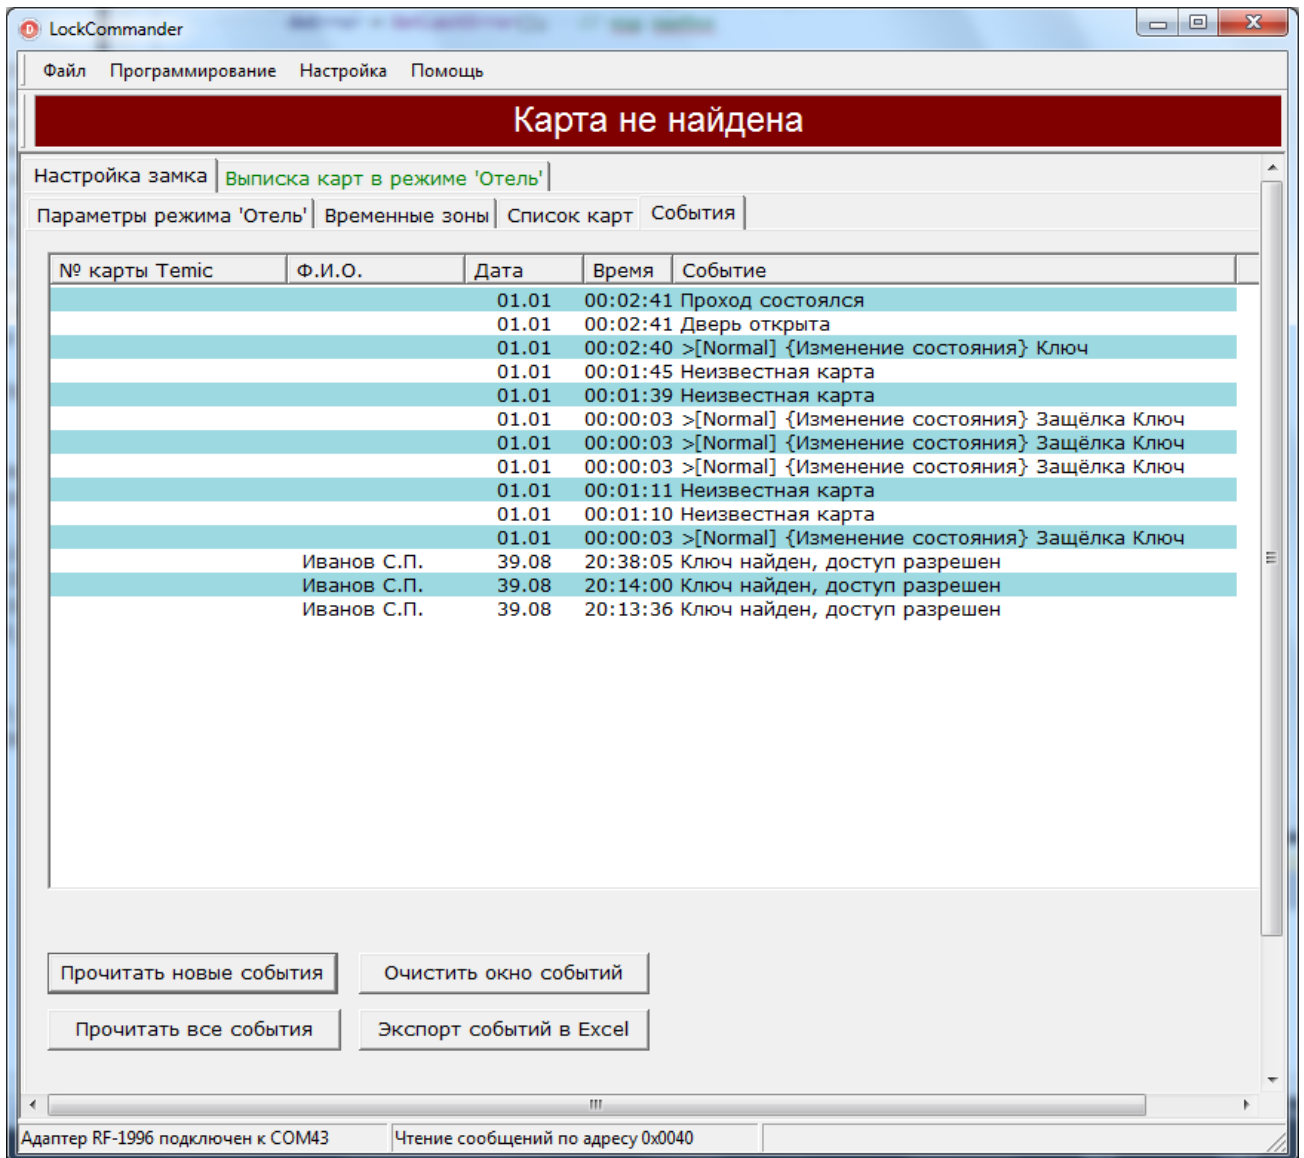 LockCommander
Файл Программирование Настройка Помощь
Карта не найдена
Настройка замка Выписка карт в режиме 'Отель'
Параметры режима 'Отель' Временные зоны Список карт События
№ карты Temic Ф.И.О. Дата Время Событие
01.01 00:02:41 Проход состоялся
01.01 00:02:41 Дверь открыта
01.01 00:02:40 >[Normal] {Изменение состояния} Ключ
01.01 00:01:45 Неизвестная карта
01.01 00:01:39 Неизвестная карта
01.01 00:00:03 >[Normal] {Изменение состояния} Защёлка Ключ
01.01 00:00:03 >[Normal] {Изменение состояния} Защёлка Ключ
01.01 00:00:03 >[Normal] {Изменение состояния} Защёлка Ключ
01.01 00:01:11 Неизвестная карта
01.01 00:01:10 Неизвестная карта
01.01 00:00:03 >[Normal] {Изменение состояния} Защёлка Ключ
Иванов С.П. 39.08 20:38:05 Ключ найден, доступ разрешен
Иванов С.П. 39.08 20:14:00 Ключ найден, доступ разрешен
Иванов С.П. 39.08 20:13:36 Ключ найден, доступ разрешен
Прочитать новые события Очистить окно событий
Прочитать все события Экспорт событий в Excel
Адаптер RF-1996 подключен к COM43 Чтение сообщений по адресу 0x0040